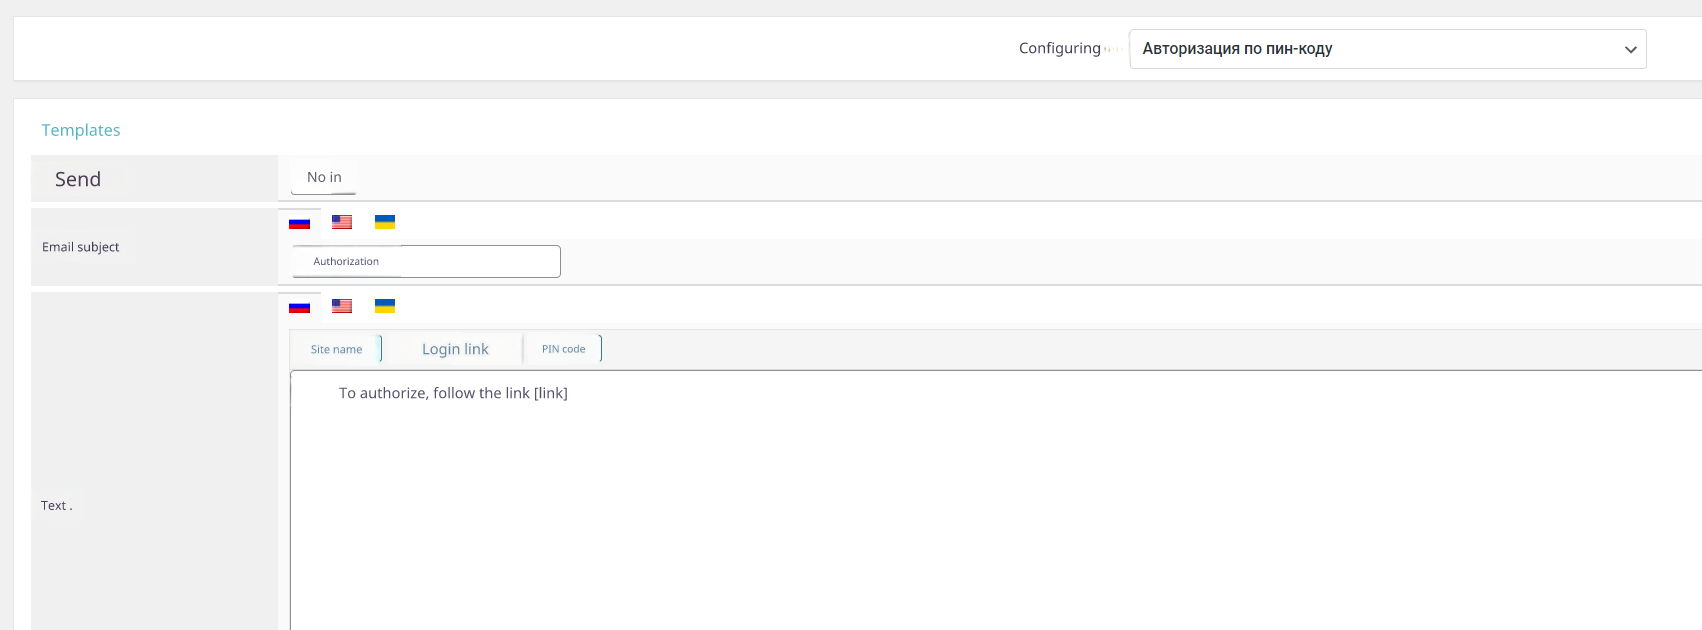 Configuring Авторизация по пин-коду
Templates
Send No in
Email subject
Authorization
Site name Login link PIN code
To authorize, follow the link [link]
Text .